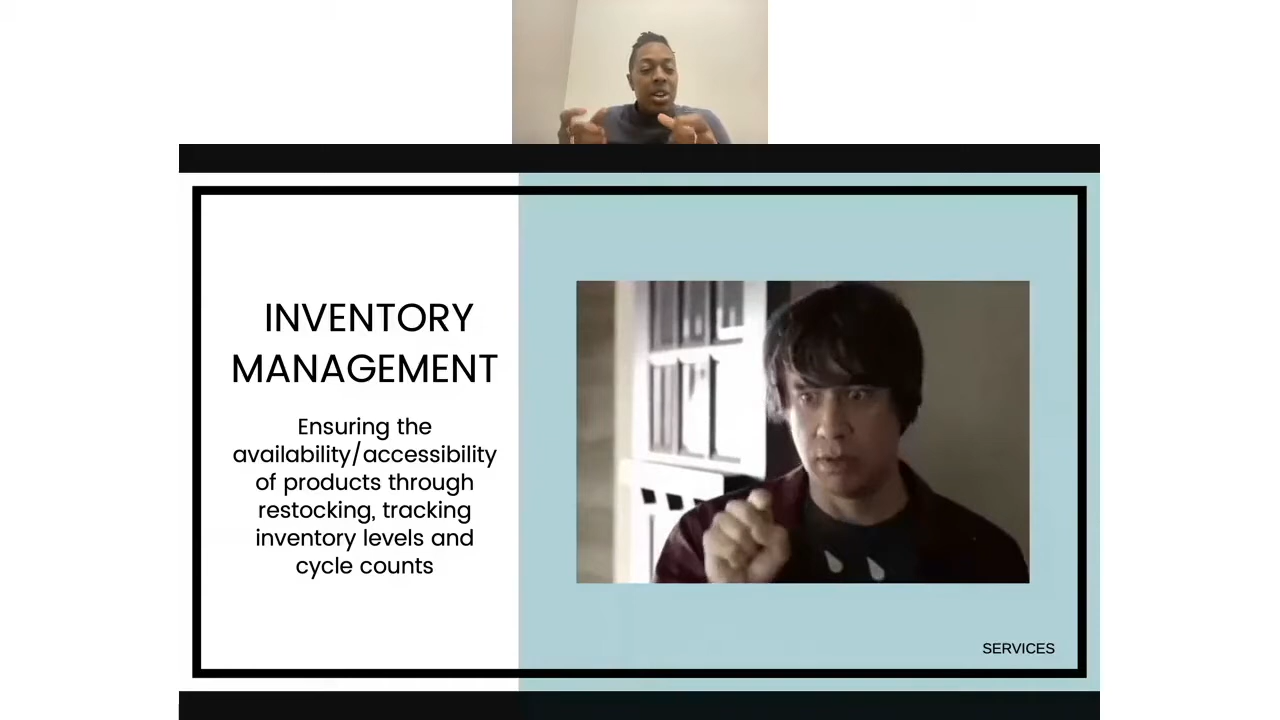 INVENTORY
MANAGEMENT
Ensuring the
availability/accessibility
of products through
restocking, tracking
inventory levels and
cycle counts
SERVICES